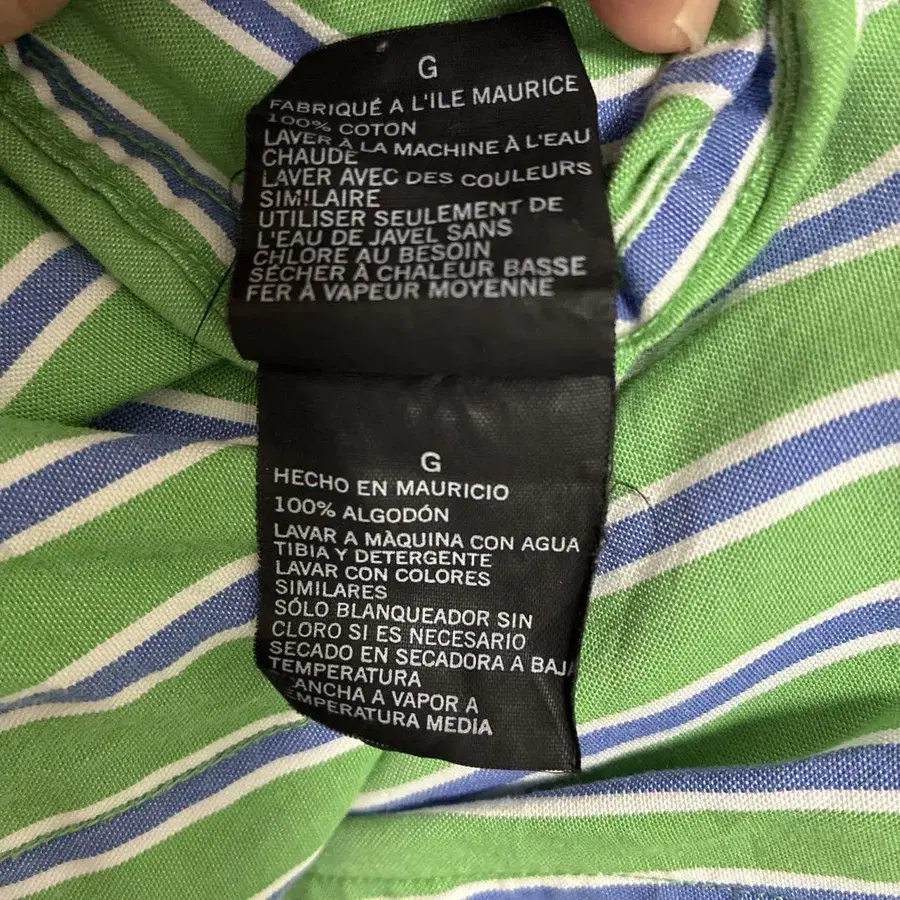 G
FABRIQUÉ A L'ILE MAURICE
100% COTON
LAVER À LA MACHINE À L'EAU
CHAUDE
LAVER AVEC DES COULEURS
SIMILAIRE
UTILISER SEULEMENT DE
L'EAU DE JAVEL SANS
CHLORE AU BESOIN
SÉCHER À CHALEUR BASSE
FER À VAPEUR MOYENNE
G
HECHO EN MAURICIO
100% ALGODÓN
LAVAR A MÀQUINA CON AGUA
TIBIA Y DETERGENTE
LAVAR CON COLORES
SIMILARES
SÓLO BLANQUEADOR SIN
CLORO SI ES NECESARIO
SECADO EN SECADORA A BAJA
TEMPERATURA
LANCHA A VAPOR A
TEMPERATURA MEDIA